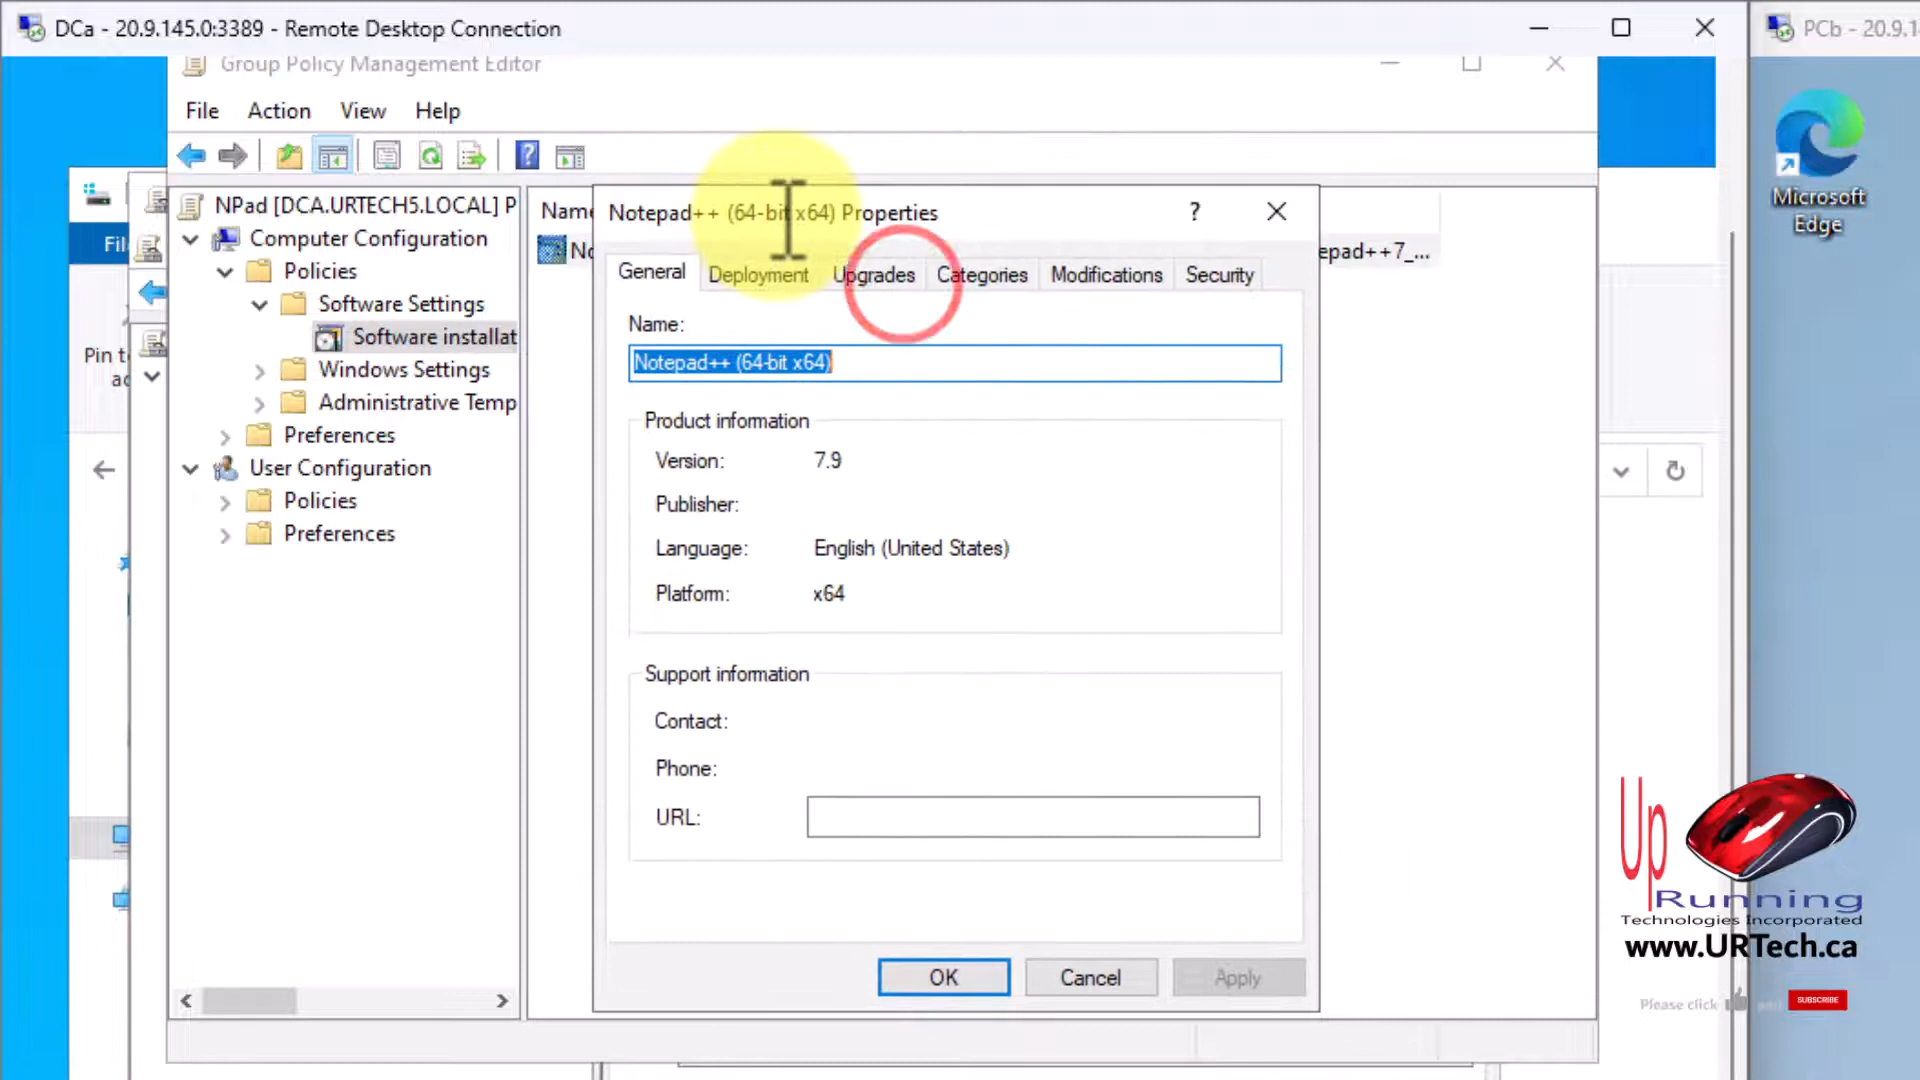 DCa - 20.9.145.0:3389 - Remote Desktop Connection
PCb - 20.9.1
Group Policy Management Editor
File Action View Help
NPad [DCA.URTECH5.LOCAL] P
Computer Configuration
Policies
Software Settings
Software installat
Windows Settings
Administrative Temp
Preferences
User Configuration
Policies
Preferences
Fil
Pin t
ac
Name
No
epad++7_...
Notepad++ (64-bit x64) Properties
?
General Deployment Upgrades Categories Modifications Security
Name:
Notepad++ (64-bit x64)
Product information
Version: 7.9
Publisher:
Language: English (United States)
Platform: x64
Support information
Contact:
Phone:
URL:
OK Cancel Apply
Microsoft
Edge
Up
Running
Technologies Incorporated
www.URTech.ca
Please click
SUBSCRIBE